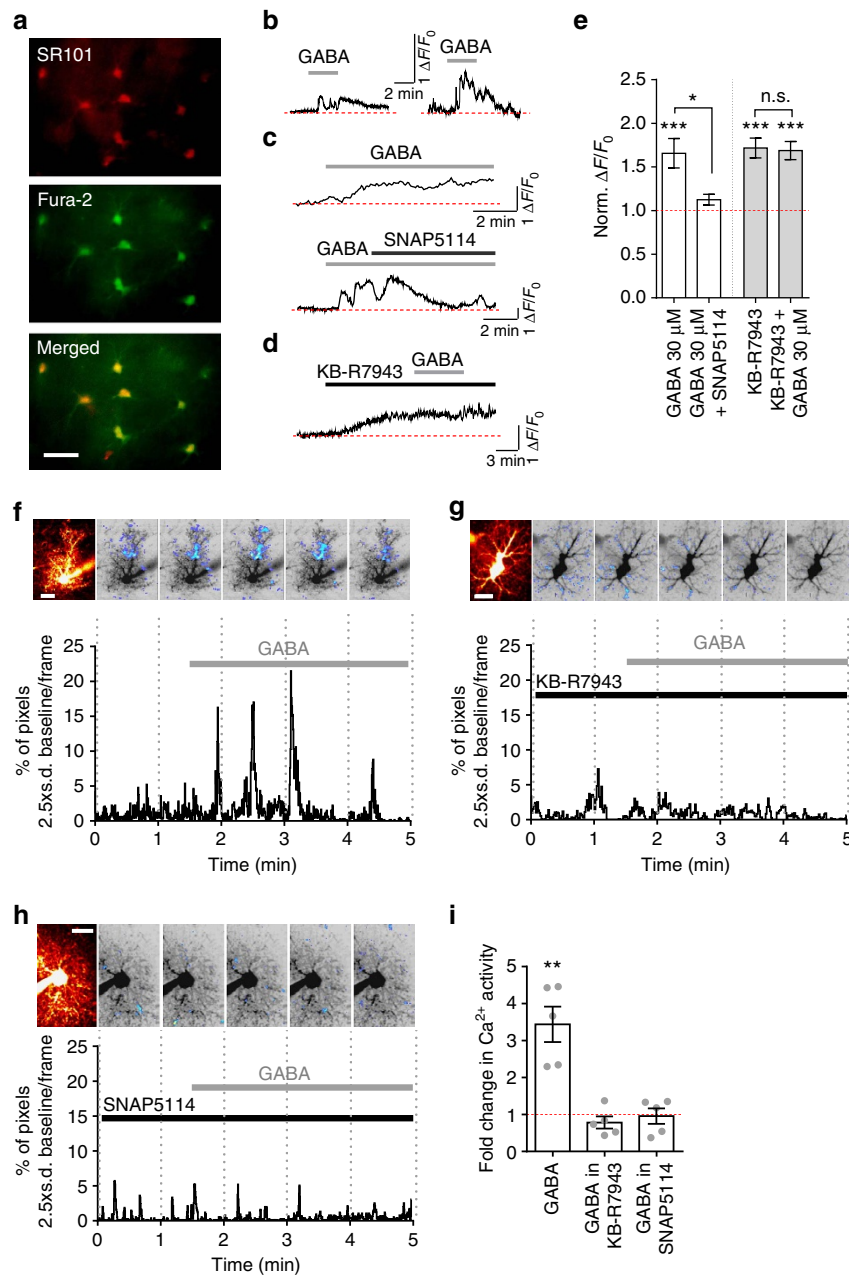 a
SR101
Fura-2
Merged
b
GABA
2 min
1 ΔF/F0
GABA
c
GABA
2 min
1 ΔF/F0
GABA
SNAP5114
2 min
1 ΔF/F0
d
GABA
KB-R7943
3 min
1 ΔF/F0
e
Norm. ΔF/F0
2.5
2.0
1.5
1.0
0.5
0.0
*
n.s.
***
***
***
GABA 30 μM
GABA 30 μM
+ SNAP5114
KB-R7943
KB-R7943 +
GABA 30 μM
f
% of pixels
2.5xs.d. baseline/frame
25
20
15
10
5
0
GABA
0 1 2 3 4 5
Time (min)
g
% of pixels
2.5xs.d. baseline/frame
25
20
15
10
5
0
GABA
KB-R7943
0 1 2 3 4 5
Time (min)
h
% of pixels
2.5xs.d. baseline/frame
25
20
15
10
5
0
GABA
SNAP5114
0 1 2 3 4 5
Time (min)
i
Fold change in Ca2+ activity
5
4
3
2
1
0
**
GABA
GABA in
KB-R7943
GABA in
SNAP5114